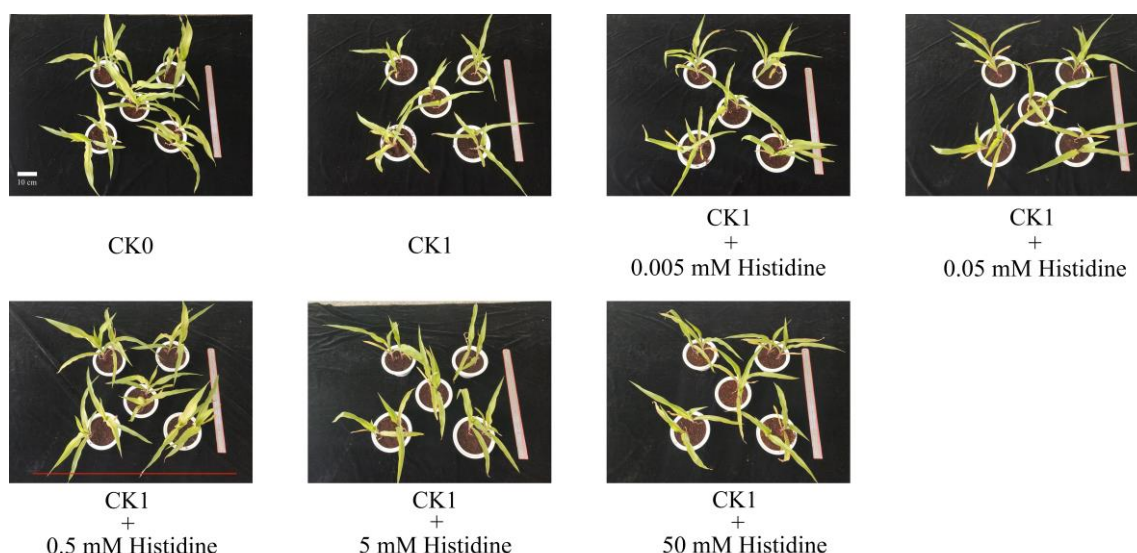 10 cm
CK0
CK1
CK1
+
0.005 mM Histidine
CK1
+
0.05 mM Histidine
CK1
+
0.5 mM Histidine
CK1
+
5 mM Histidine
CK1
+
50 mM Histidine